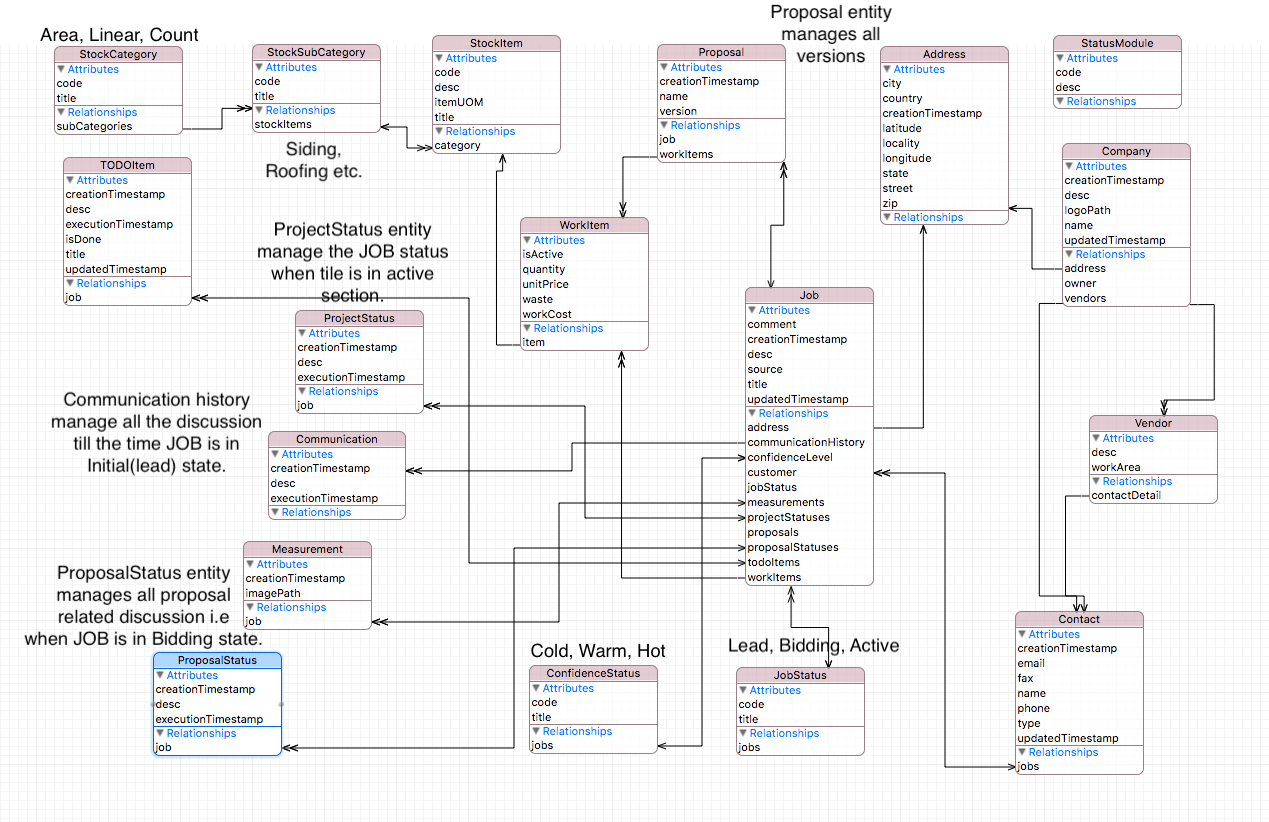 Area, Linear, Count
StockCategory
▼ Attributes
code
title
▼ Relationships
subCategories
StockSubCategory
▼ Attributes
code
title
▼ Relationships
stockItems
Siding,
Roofing etc.
StockItem
▼ Attributes
code
desc
itemUOM
title
▼ Relationships
category
Proposal entity
manages all
versions
Proposal
▼ Attributes
creationTimestamp
name
version
▼ Relationships
job
workItems
Address
▼ Attributes
city
country
creationTimestamp
latitude
locality
longitude
state
street
zip
▼ Relationships
StatusModule
▼ Attributes
code
desc
▼ Relationships
Company
▼ Attributes
creationTimestamp
desc
logoPath
name
updatedTimestamp
▼ Relationships
address
owner
vendors
TODOItem
▼ Attributes
creationTimestamp
desc
executionTimestamp
isDone
title
updatedTimestamp
▼ Relationships
job
ProjectStatus entity
manage the JOB status
when tile is in active
section.
ProjectStatus
▼ Attributes
creationTimestamp
desc
executionTimestamp
▼ Relationships
job
WorkItem
▼ Attributes
isActive
quantity
unitPrice
waste
workCost
▼ Relationships
item
Job
▼ Attributes
comment
creationTimestamp
desc
source
title
updatedTimestamp
▼ Relationships
address
communicationHistory
confidenceLevel
customer
jobStatus
measurements
projectStatuses
proposals
proposalStatuses
todoItems
workItems
Communication history
manage all the discussion
till the time JOB is in
Initial(lead) state.
Communication
▼ Attributes
creationTimestamp
desc
executionTimestamp
▼ Relationships
Vendor
▼ Attributes
desc
workArea
▼ Relationships
contactDetail
Measurement
▼ Attributes
creationTimestamp
imagePath
▼ Relationships
job
ProposalStatus entity
manages all proposal
related discussion i.e
when JOB is in Bidding state.
ProposalStatus
▼ Attributes
creationTimestamp
desc
executionTimestamp
▼ Relationships
job
Cold, Warm, Hot
ConfidenceStatus
▼ Attributes
code
title
▼ Relationships
jobs
Lead, Bidding, Active
JobStatus
▼ Attributes
code
title
▼ Relationships
jobs
Contact
▼ Attributes
creationTimestamp
email
fax
name
phone
type
updatedTimestamp
▼ Relationships
jobs